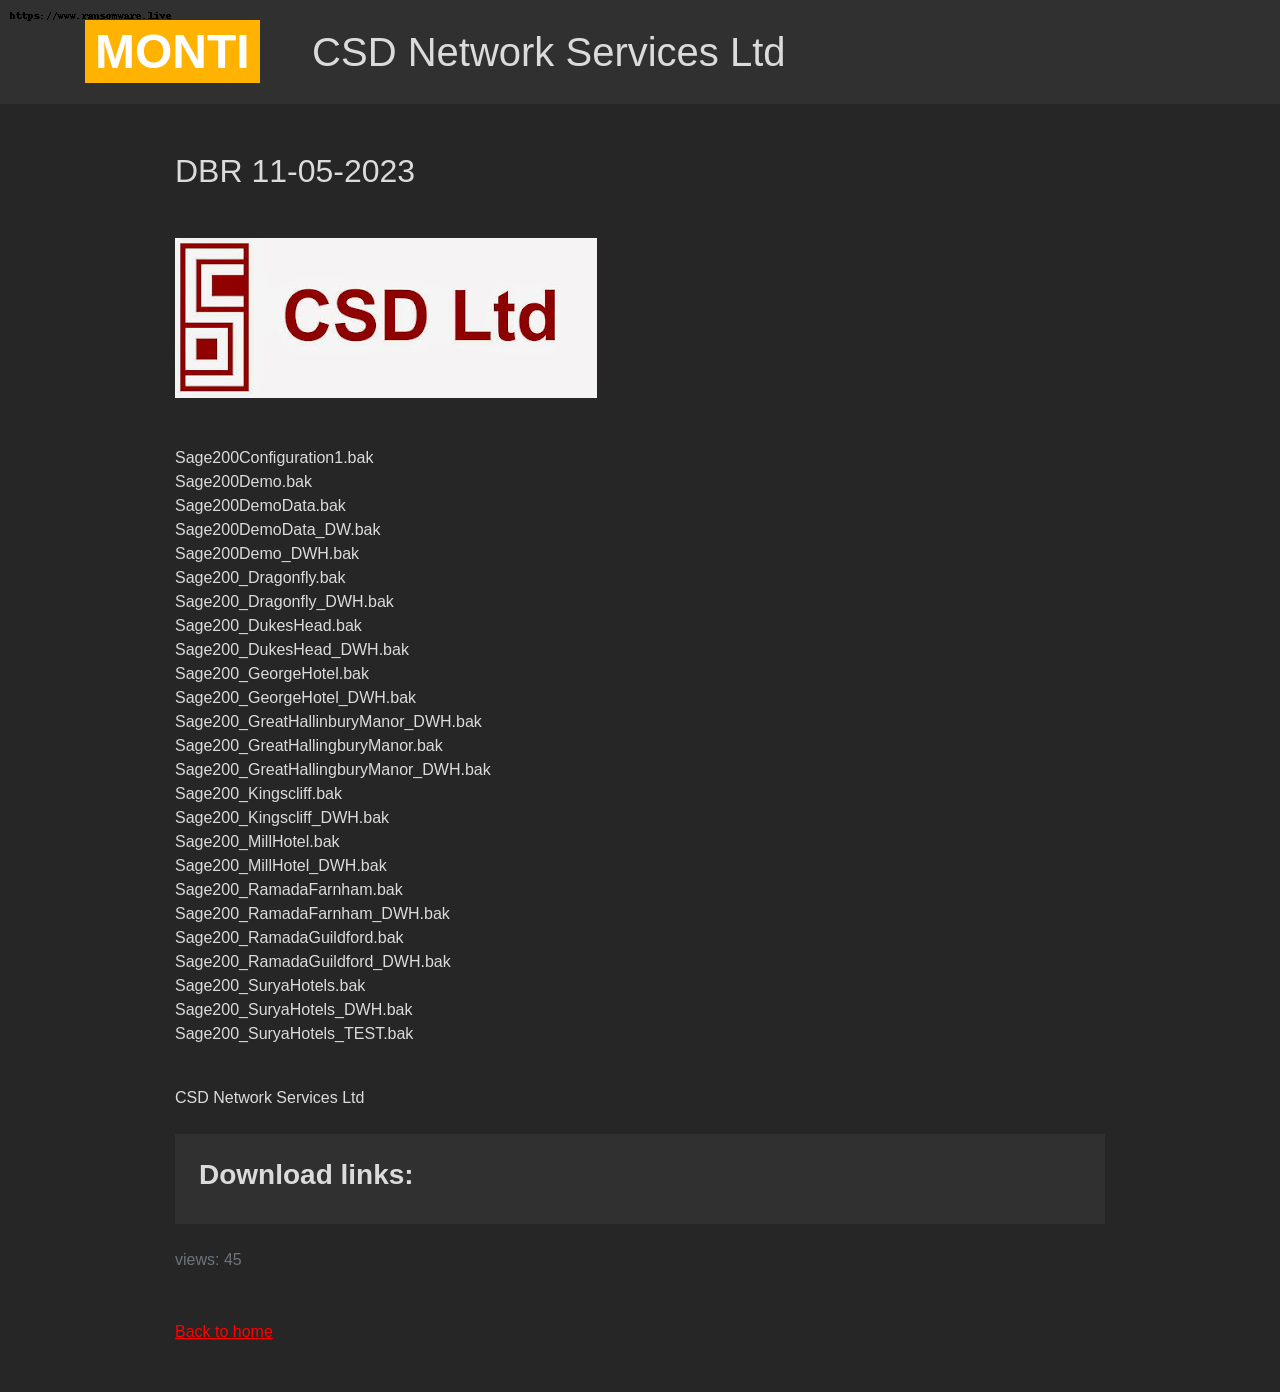 https://www.ransomware.live
MONTI
CSD Network Services Ltd
DBR 11-05-2023
CSD Ltd
Sage200Configuration1.bak
Sage200Demo.bak
Sage200DemoData.bak
Sage200DemoData_DW.bak
Sage200Demo_DWH.bak
Sage200_Dragonfly.bak
Sage200_Dragonfly_DWH.bak
Sage200_DukesHead.bak
Sage200_DukesHead_DWH.bak
Sage200_GeorgeHotel.bak
Sage200_GeorgeHotel_DWH.bak
Sage200_GreatHallinburyManor_DWH.bak
Sage200_GreatHallingburyManor.bak
Sage200_GreatHallingburyManor_DWH.bak
Sage200_Kingscliff.bak
Sage200_Kingscliff_DWH.bak
Sage200_MillHotel.bak
Sage200_MillHotel_DWH.bak
Sage200_RamadaFarnham.bak
Sage200_RamadaFarnham_DWH.bak
Sage200_RamadaGuildford.bak
Sage200_RamadaGuildford_DWH.bak
Sage200_SuryaHotels.bak
Sage200_SuryaHotels_DWH.bak
Sage200_SuryaHotels_TEST.bak
CSD Network Services Ltd
Download links:
views: 45
Back to home